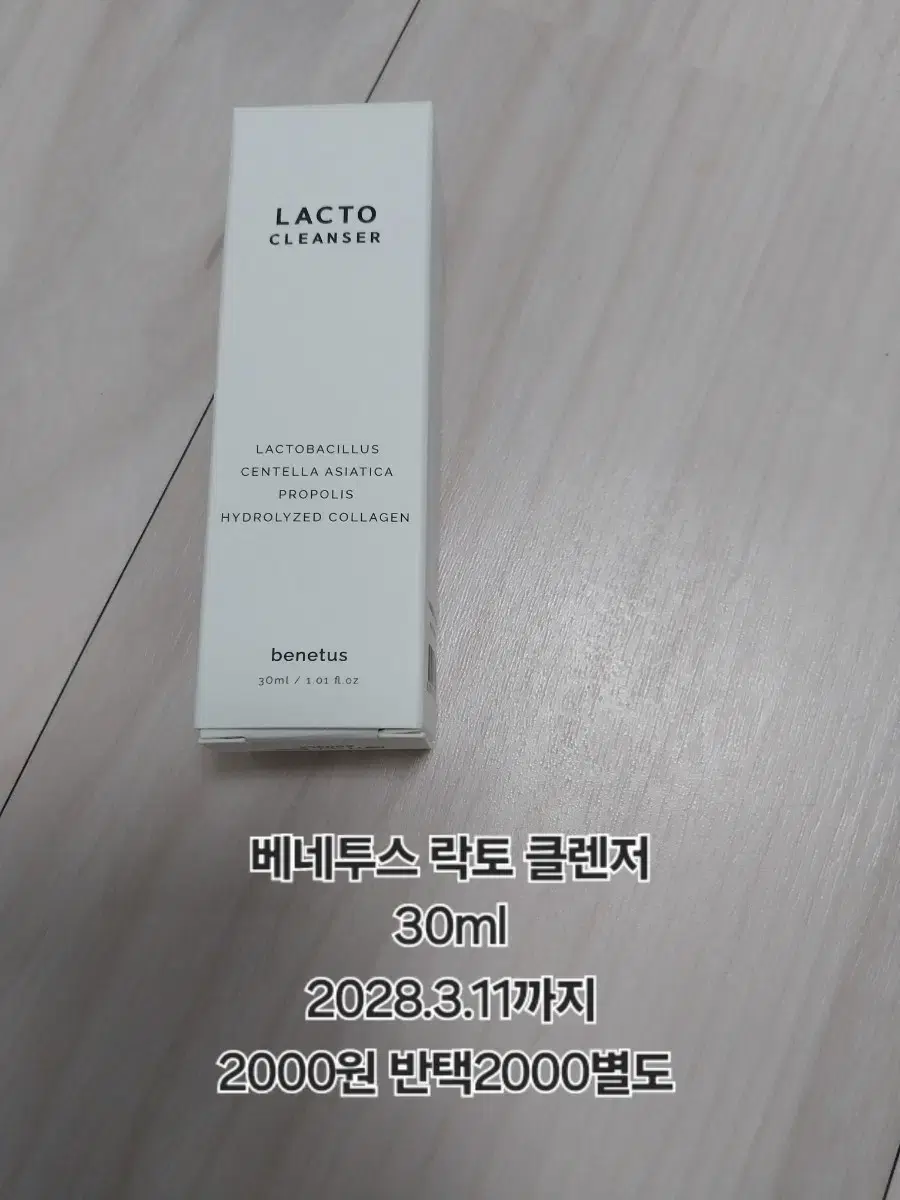 LACTO
CLEANSER
LACTOBACILLUS
CENTELLA ASIATICA
PROPOLIS
HYDROLYZED COLLAGEN
benetus
30ml / 1.01 fl.oz
베네투스 락토 클렌저
30ml
2028.3.11까지
2000원 반택2000별도